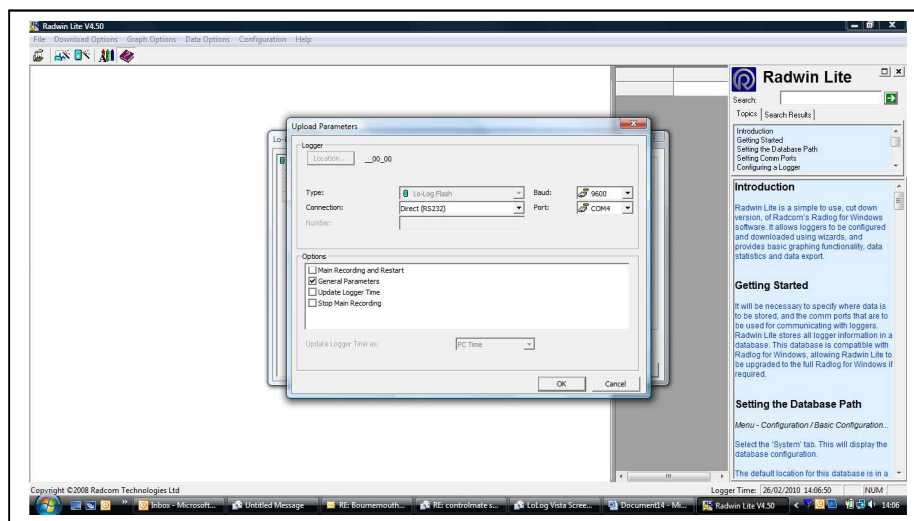 Radwin Lite V4.50
File Download Options Graph Options Data Options Configuration Help
Upload Parameters
Logger
Location... __00_00
Type: Lo-Log Flash Baud: 9600
Connection: Direct (RS232) Port: COM4
Number:
Options
Main Recording and Restart
General Parameters
Update Logger Time
Stop Main Recording
Update Logger Time as: PC Time
OK Cancel
Radwin Lite
Search:
Topics Search Results
Introduction
Getting Started
Setting the Database Path
Setting Comm Ports
Configuring a Logger
Introduction
Radwin Lite is a simple to use, cut down
version, of Radcom's Radlog for Windows
software. It allows loggers to be configured
and downloaded using wizards, and
provides basic graphing functionality, data
statistics and data export.
Getting Started
It will be necessary to specify where data is
to be stored, and the comm ports that are to
be used for communicating with loggers.
Radwin Lite stores all logger information in a
database. This database is compatible with
Radlog for Windows, allowing Radwin Lite to
be upgraded to the full Radlog for Windows if
required.
Setting the Database Path
Menu - Configuration / Basic Configuration...
Select the 'System' tab. This will display the
database configuration.
The default location for this database is in a
Copyright ©2008 Radcom Technologies Ltd
Logger Time: 26/02/2010 14:06:50 NUM
Inbox - Microsoft... Untitled Message RE: Bournemouth... RE: controlmate s... LoLog Vista Scree... Document14 - Mi... Radwin Lite V4.50 14:06